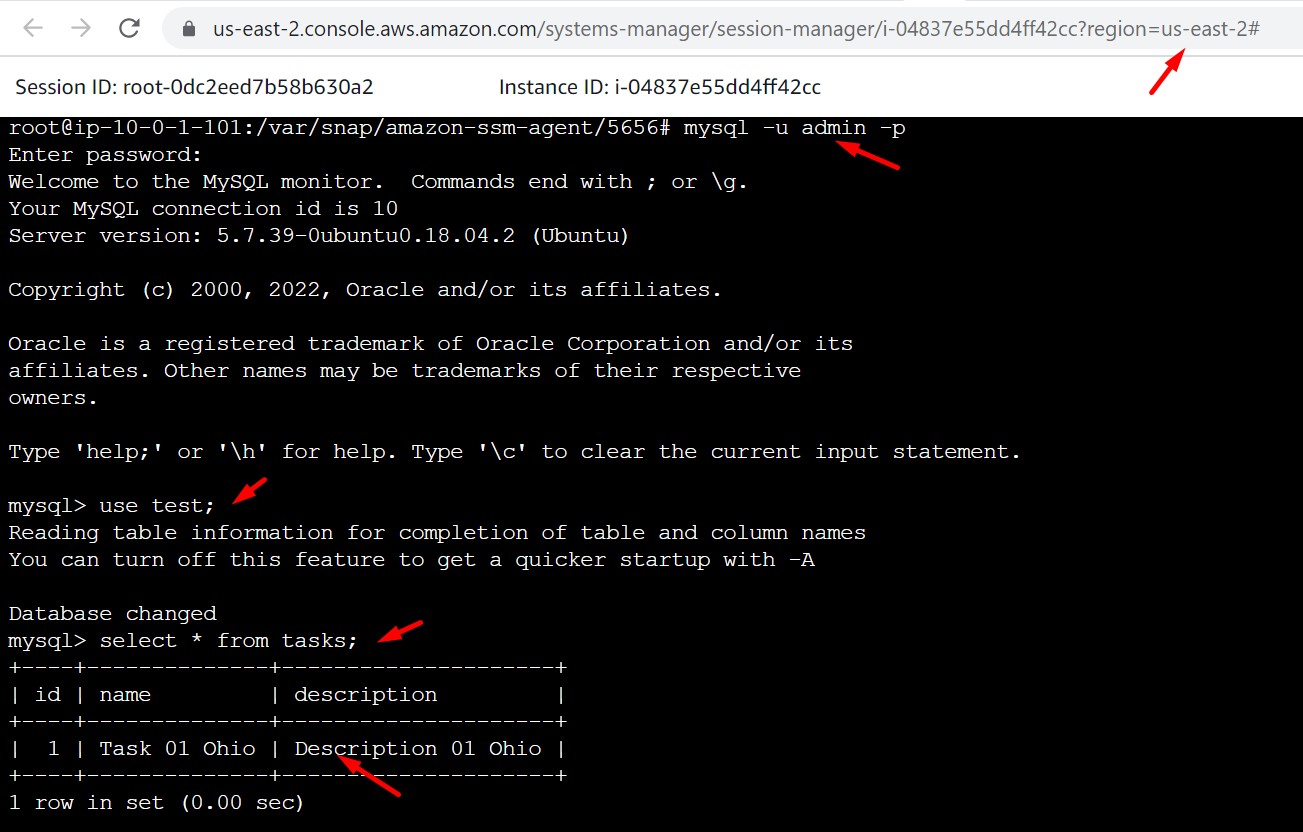 us-east-2.console.aws.amazon.com/systems-manager/session-manager/i-04837e55dd4ff42cc?region=us-east-2#
Session ID: root-0dc2eed7b58b630a2 Instance ID: i-04837e55dd4ff42cc
root@ip-10-0-1-101:/var/snap/amazon-ssm-agent/5656# mysql -u admin -p
Enter password:
Welcome to the MySQL monitor.  Commands end with ; or \g.
Your MySQL connection id is 10
Server version: 5.7.39-0ubuntu0.18.04.2 (Ubuntu)
Copyright (c) 2000, 2022, Oracle and/or its affiliates.
Oracle is a registered trademark of Oracle Corporation and/or its
affiliates. Other names may be trademarks of their respective
owners.
Type 'help;' or '\h' for help. Type '\c' to clear the current input statement.
mysql> use test;
Reading table information for completion of table and column names
You can turn off this feature to get a quicker startup with -A
Database changed
mysql> select * from tasks;
+----+--------------+---------------------+
| id | name         | description         |
+----+--------------+---------------------+
|  1 | Task 01 Ohio | Description 01 Ohio |
+----+--------------+---------------------+
1 row in set (0.00 sec)